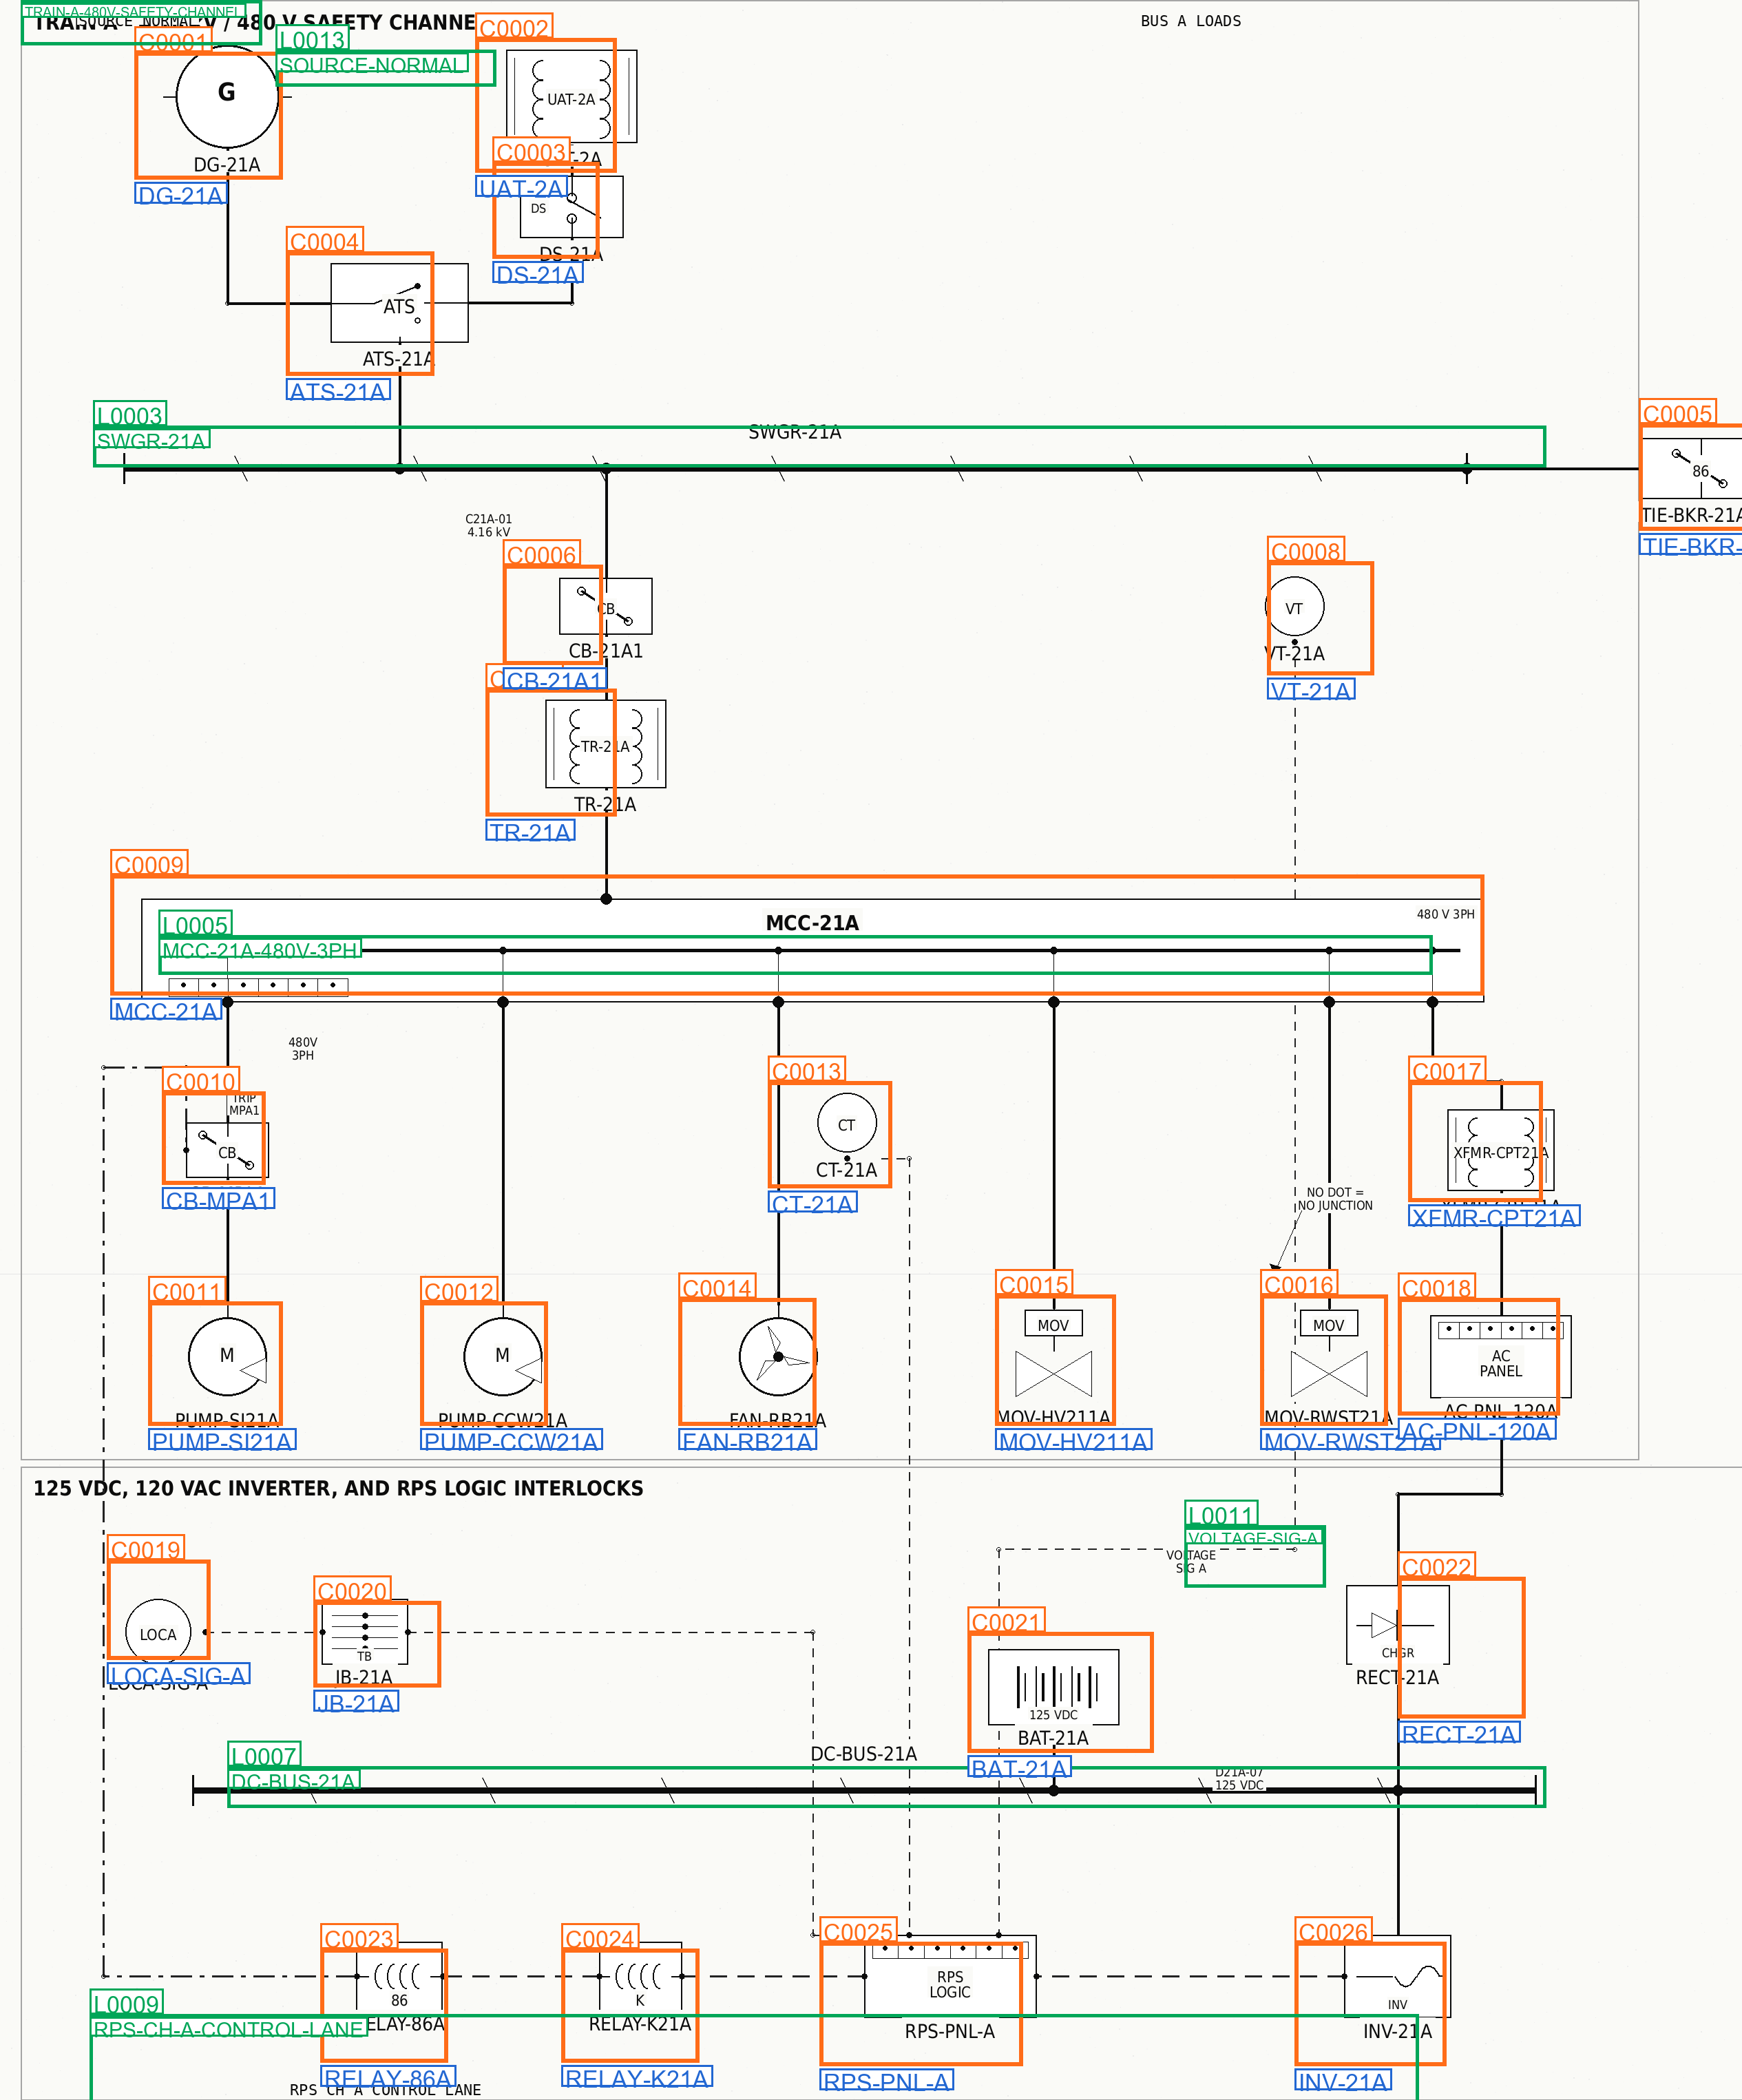 TRAIN-A-480V-SAFETY-CHANNEL
SOURCE NORMAL
V / 480 V SAFETY CHANNE
BUS A LOADS
C0001
L0013
SOURCE-NORMAL
C0002
G
UAT-2A
DG-21A
DG-21A
C0003
UAT-2A
DS
DS-21A
DS-21A
C0004
ATS
ATS-21A
ATS-21A
L0003
SWGR-21A
SWGR-21A
C0005
86
TIE-BKR-21A
TIE-BKR-
C21A-01
4.16 kV
C0006
CB
CB-21A1
CB-21A1
C0008
VT
VT-21A
VT-21A
TR-21A
TR-21A
TR-21A
C0009
MCC-21A
480 V 3PH
L0005
MCC-21A-480V-3PH
MCC-21A
480V
3PH
C0010
TRIP
MPA1
CB
CB-MPA1
C0013
CT
CT-21A
CT-21A
C0017
XFMR-CPT21A
XFMR-CPT21A
NO DOT =
NO JUNCTION
C0011
M
PUMP-SI21A
PUMP-SI21A
C0012
M
PUMP-CCW21A
PUMP-CCW21A
C0014
FAN-RB21A
FAN-RB21A
C0015
MOV
MOV-HV211A
MOV-HV211A
C0016
MOV
MOV-RWST21A
MOV-RWST21A
C0018
AC
PANEL
AC-PNL-120A
AC-PNL-120A
125 VDC, 120 VAC INVERTER, AND RPS LOGIC INTERLOCKS
L0011
VOLTAGE-SIG-A
VOLTAGE
SIG A
C0019
LOCA
LOCA-SIG-A
LOCA-SIG-A
C0020
TB
JB-21A
JB-21A
C0021
125 VDC
BAT-21A
BAT-21A
C0022
CHGR
RECT-21A
RECT-21A
L0007
DC-BUS-21A
DC-BUS-21A
D21A-07
125 VDC
C0023
86
ELAY-86A
RELAY-86A
C0024
K
RELAY-K21A
RELAY-K21A
C0025
RPS
LOGIC
RPS-PNL-A
RPS-PNL-A
C0026
INV
INV-21A
INV-21A
L0009
RPS-CH-A-CONTROL-LANE
RPS CH A CONTROL LANE